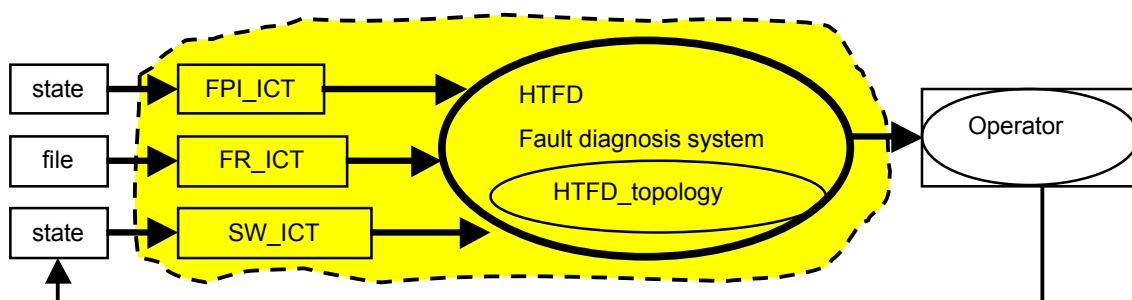 state
FPI_ICT
HTFD
Fault diagnosis system
HTFD_topology
Operator
file
FR_ICT
state
SW_ICT